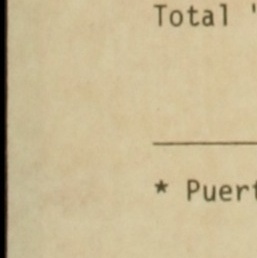 Total "
* Puert